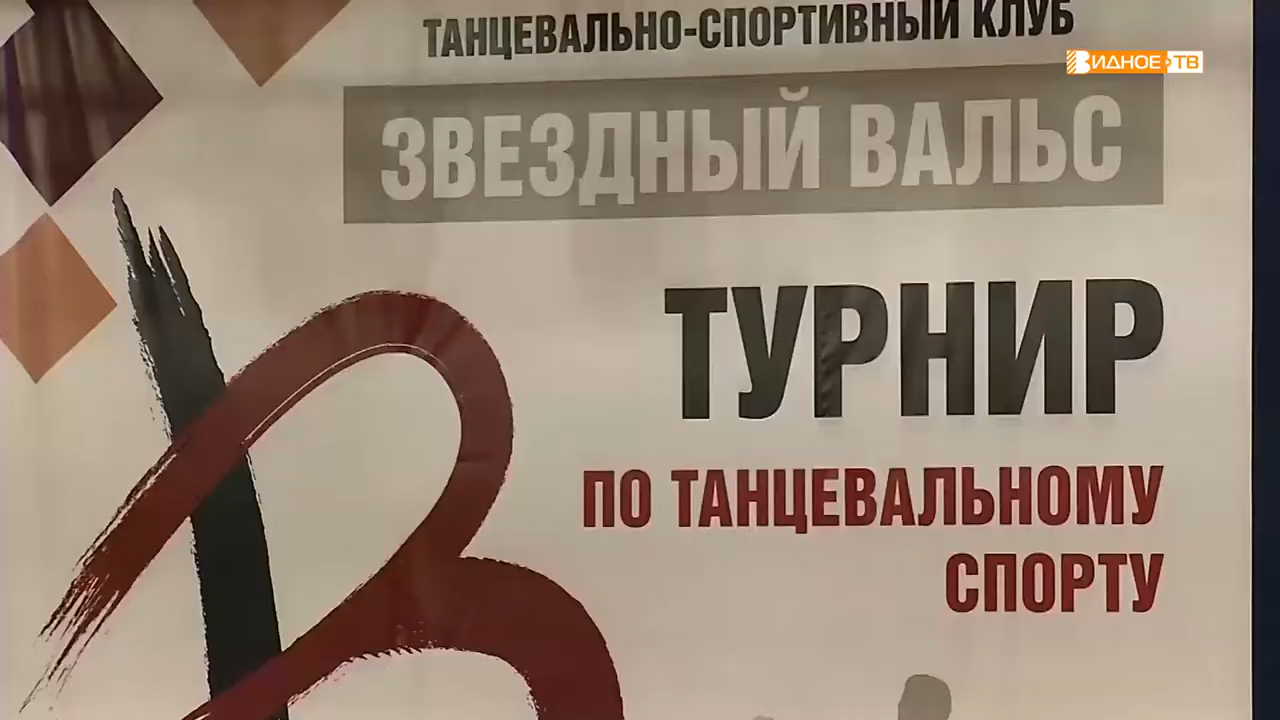 ТАНЦЕВАЛЬНО-СПОРТИВНЫЙ КЛУБ
ВИДНОЕ ТВ
ЗВЕЗДНЫЙ ВАЛЬС
ТУРНИР
ПО ТАНЦЕВАЛЬНОМУ
СПОРТУ